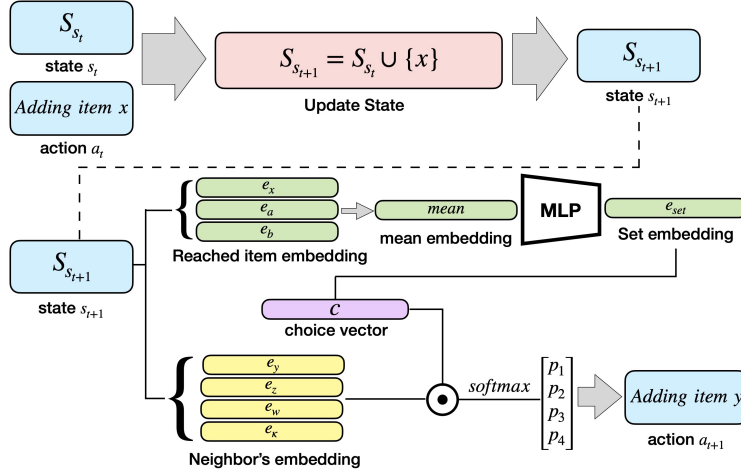 S_{s_t}
state s_t
Adding item x
action a_t
S_{s_{t+1}} = S_{s_t} ∪ {x}
Update State
S_{s_{t+1}}
state s_{t+1}
S_{s_{t+1}}
state s_{t+1}
e_x
e_a
e_b
Reached item embedding
mean
mean embedding
MLP
e_{set}
Set embedding
c
choice vector
e_y
e_z
e_w
e_κ
Neighbor's embedding
softmax
p_1
p_2
p_3
p_4
Adding item y
action a_{t+1}